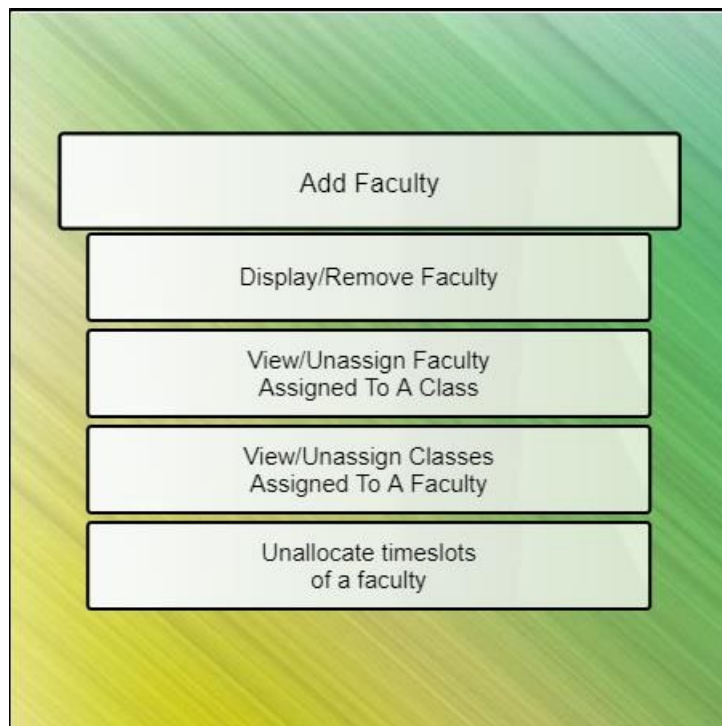 Add Faculty
Display/Remove Faculty
View/Unassign Faculty
Assigned To A Class
View/Unassign Classes
Assigned To A Faculty
Unallocate timeslots
of a faculty